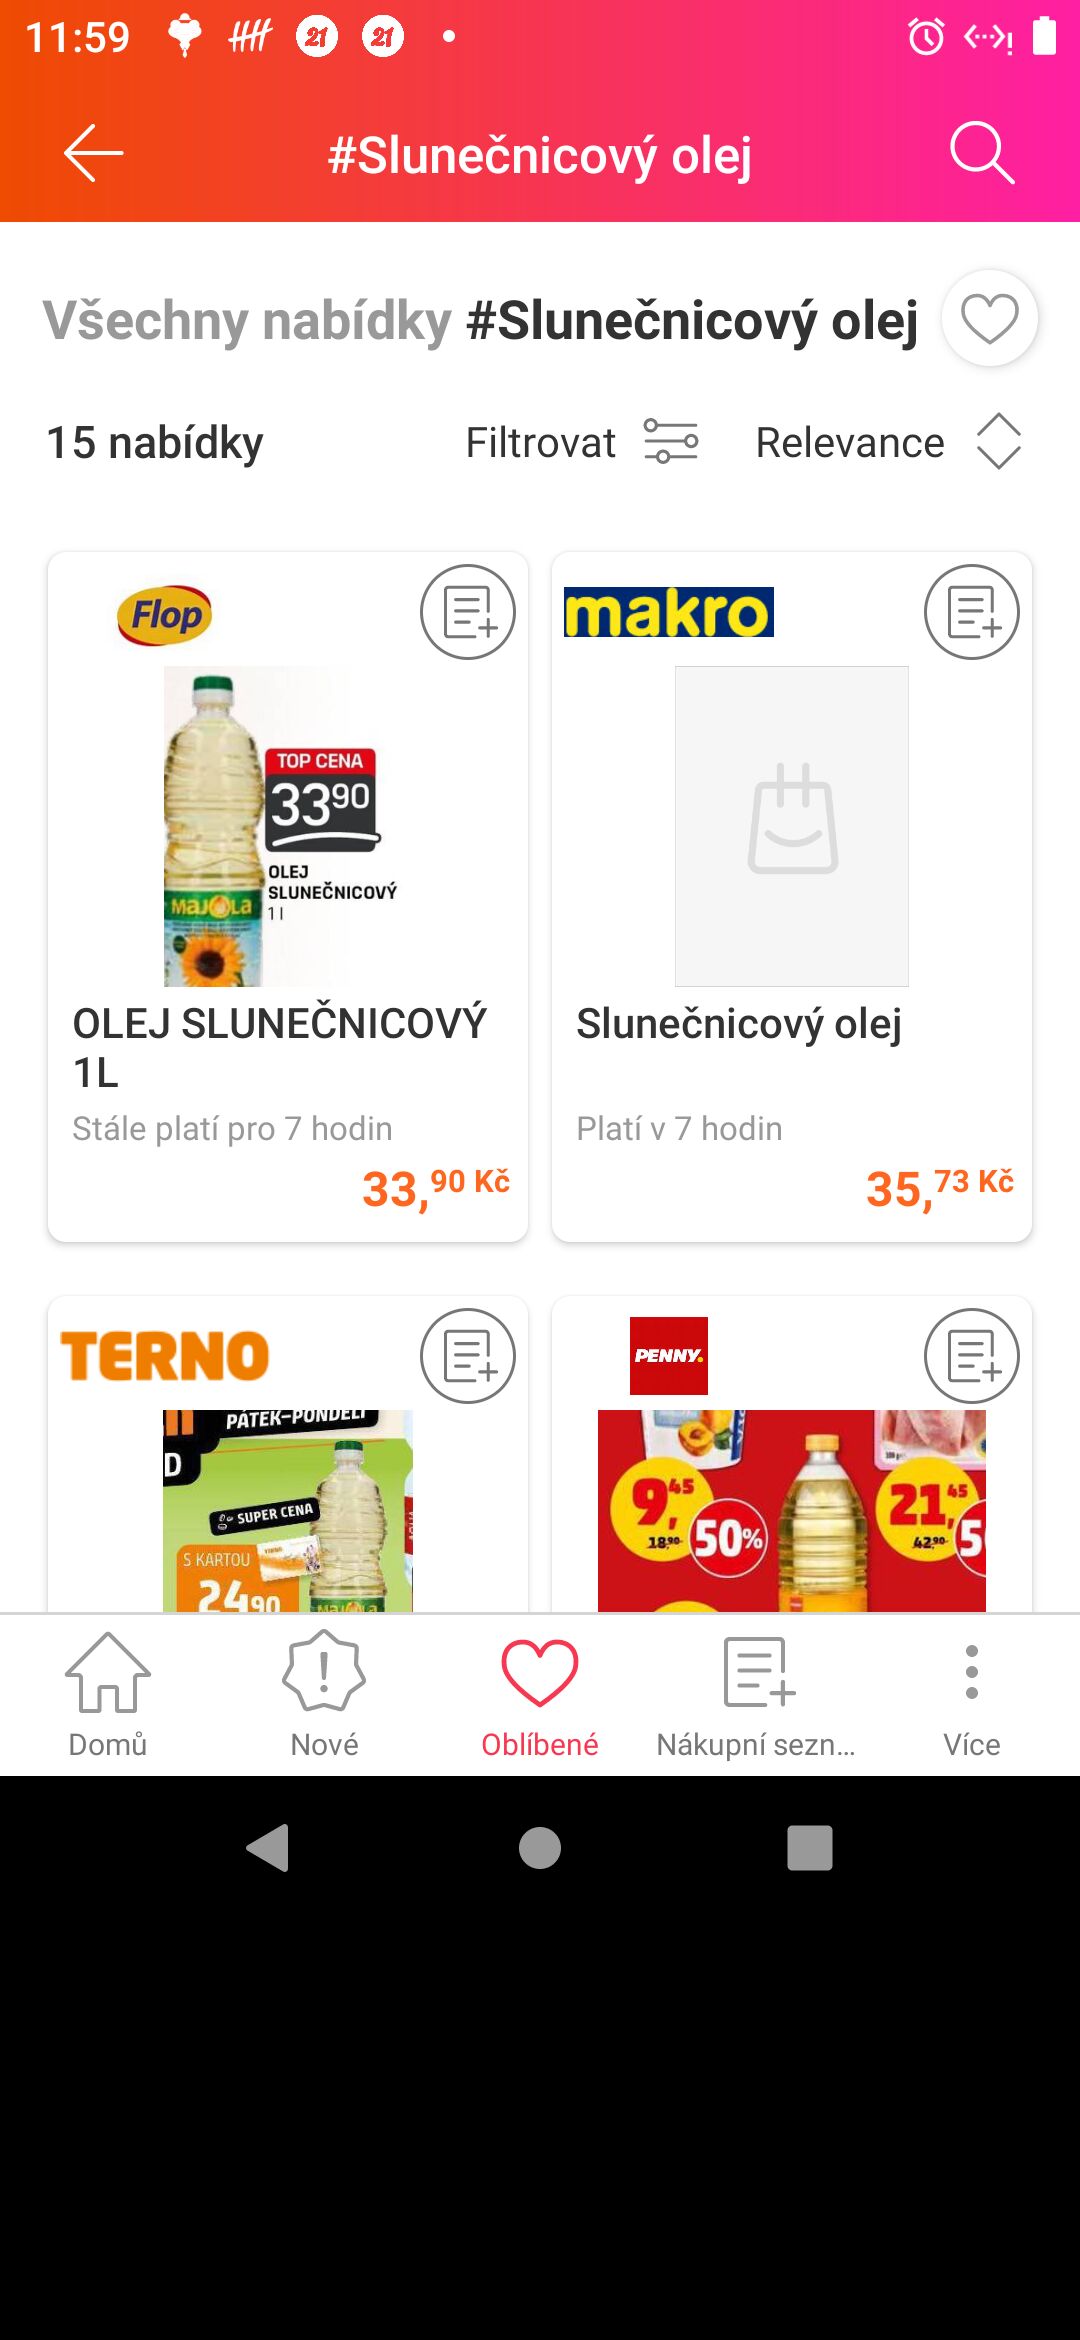 11:59
#Slunečnicový olej
Všechny nabídky #Slunečnicový olej
15 nabídky
Filtrovat
Relevance
Flop
TOP CENA
33 90
OLEJ
SLUNEČNICOVÝ
1 l
MAJOLA
OLEJ SLUNEČNICOVÝ
1L
Stále platí pro 7 hodin
33,90 Kč
makro
Slunečnicový olej
Platí v 7 hodin
35,73 Kč
TERNO
PÁTEK–PONDĚLÍ
D
SUPER CENA
S KARTOU
24 90
PENNY.
9,45
18,90
50%
21,45
42,90
Domů
Nové
Oblíbené
Nákupní sezn...
Více